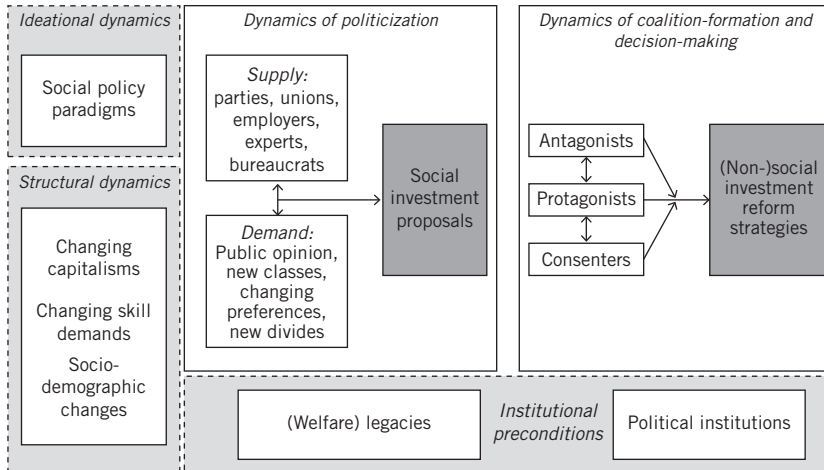 Ideational dynamics
Social policy
paradigms
Structural dynamics
Changing
capitalisms
Changing skill
demands
Socio-
demographic
changes
Dynamics of politicization
Supply:
parties, unions,
employers,
experts,
bureaucrats
Demand:
Public opinion,
new classes,
changing
preferences,
new divides
Social
investment
proposals
Dynamics of coalition-formation and
decision-making
Antagonists
Protagonists
Consenters
(Non-)social
investment
reform
strategies
(Welfare) legacies
Institutional
preconditions
Political institutions